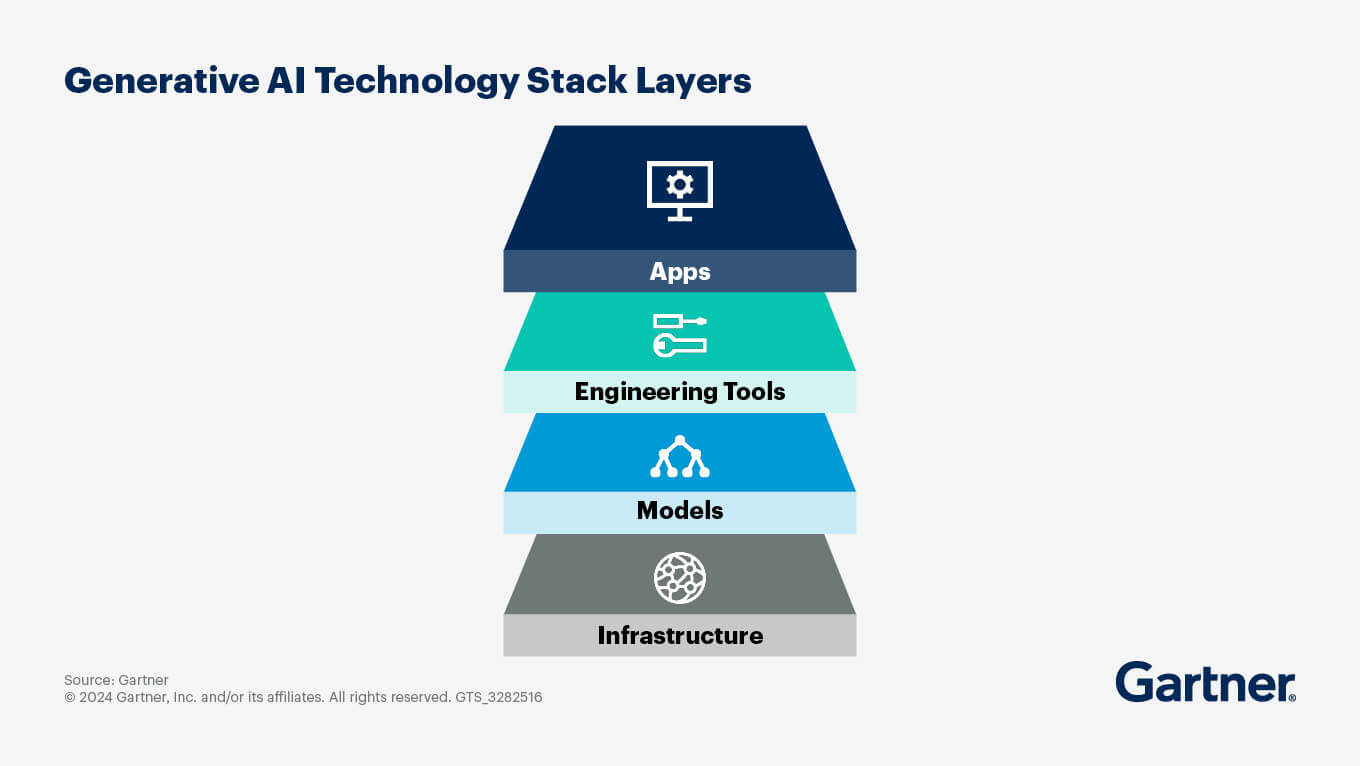 Generative AI Technology Stack Layers
Apps
Engineering Tools
Models
Infrastructure
Source: Gartner
© 2024 Gartner, Inc. and/or its affiliates. All rights reserved. GTS_3282516
Gartner®